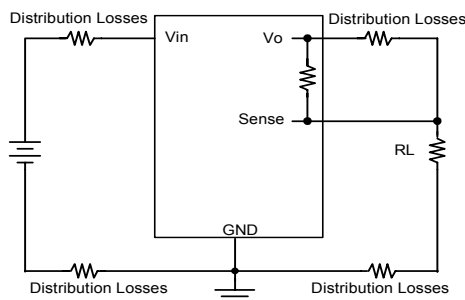 Distribution Losses
Distribution Losses
Vin
Vo
Sense
RL
GND
Distribution Losses
Distribution Losses